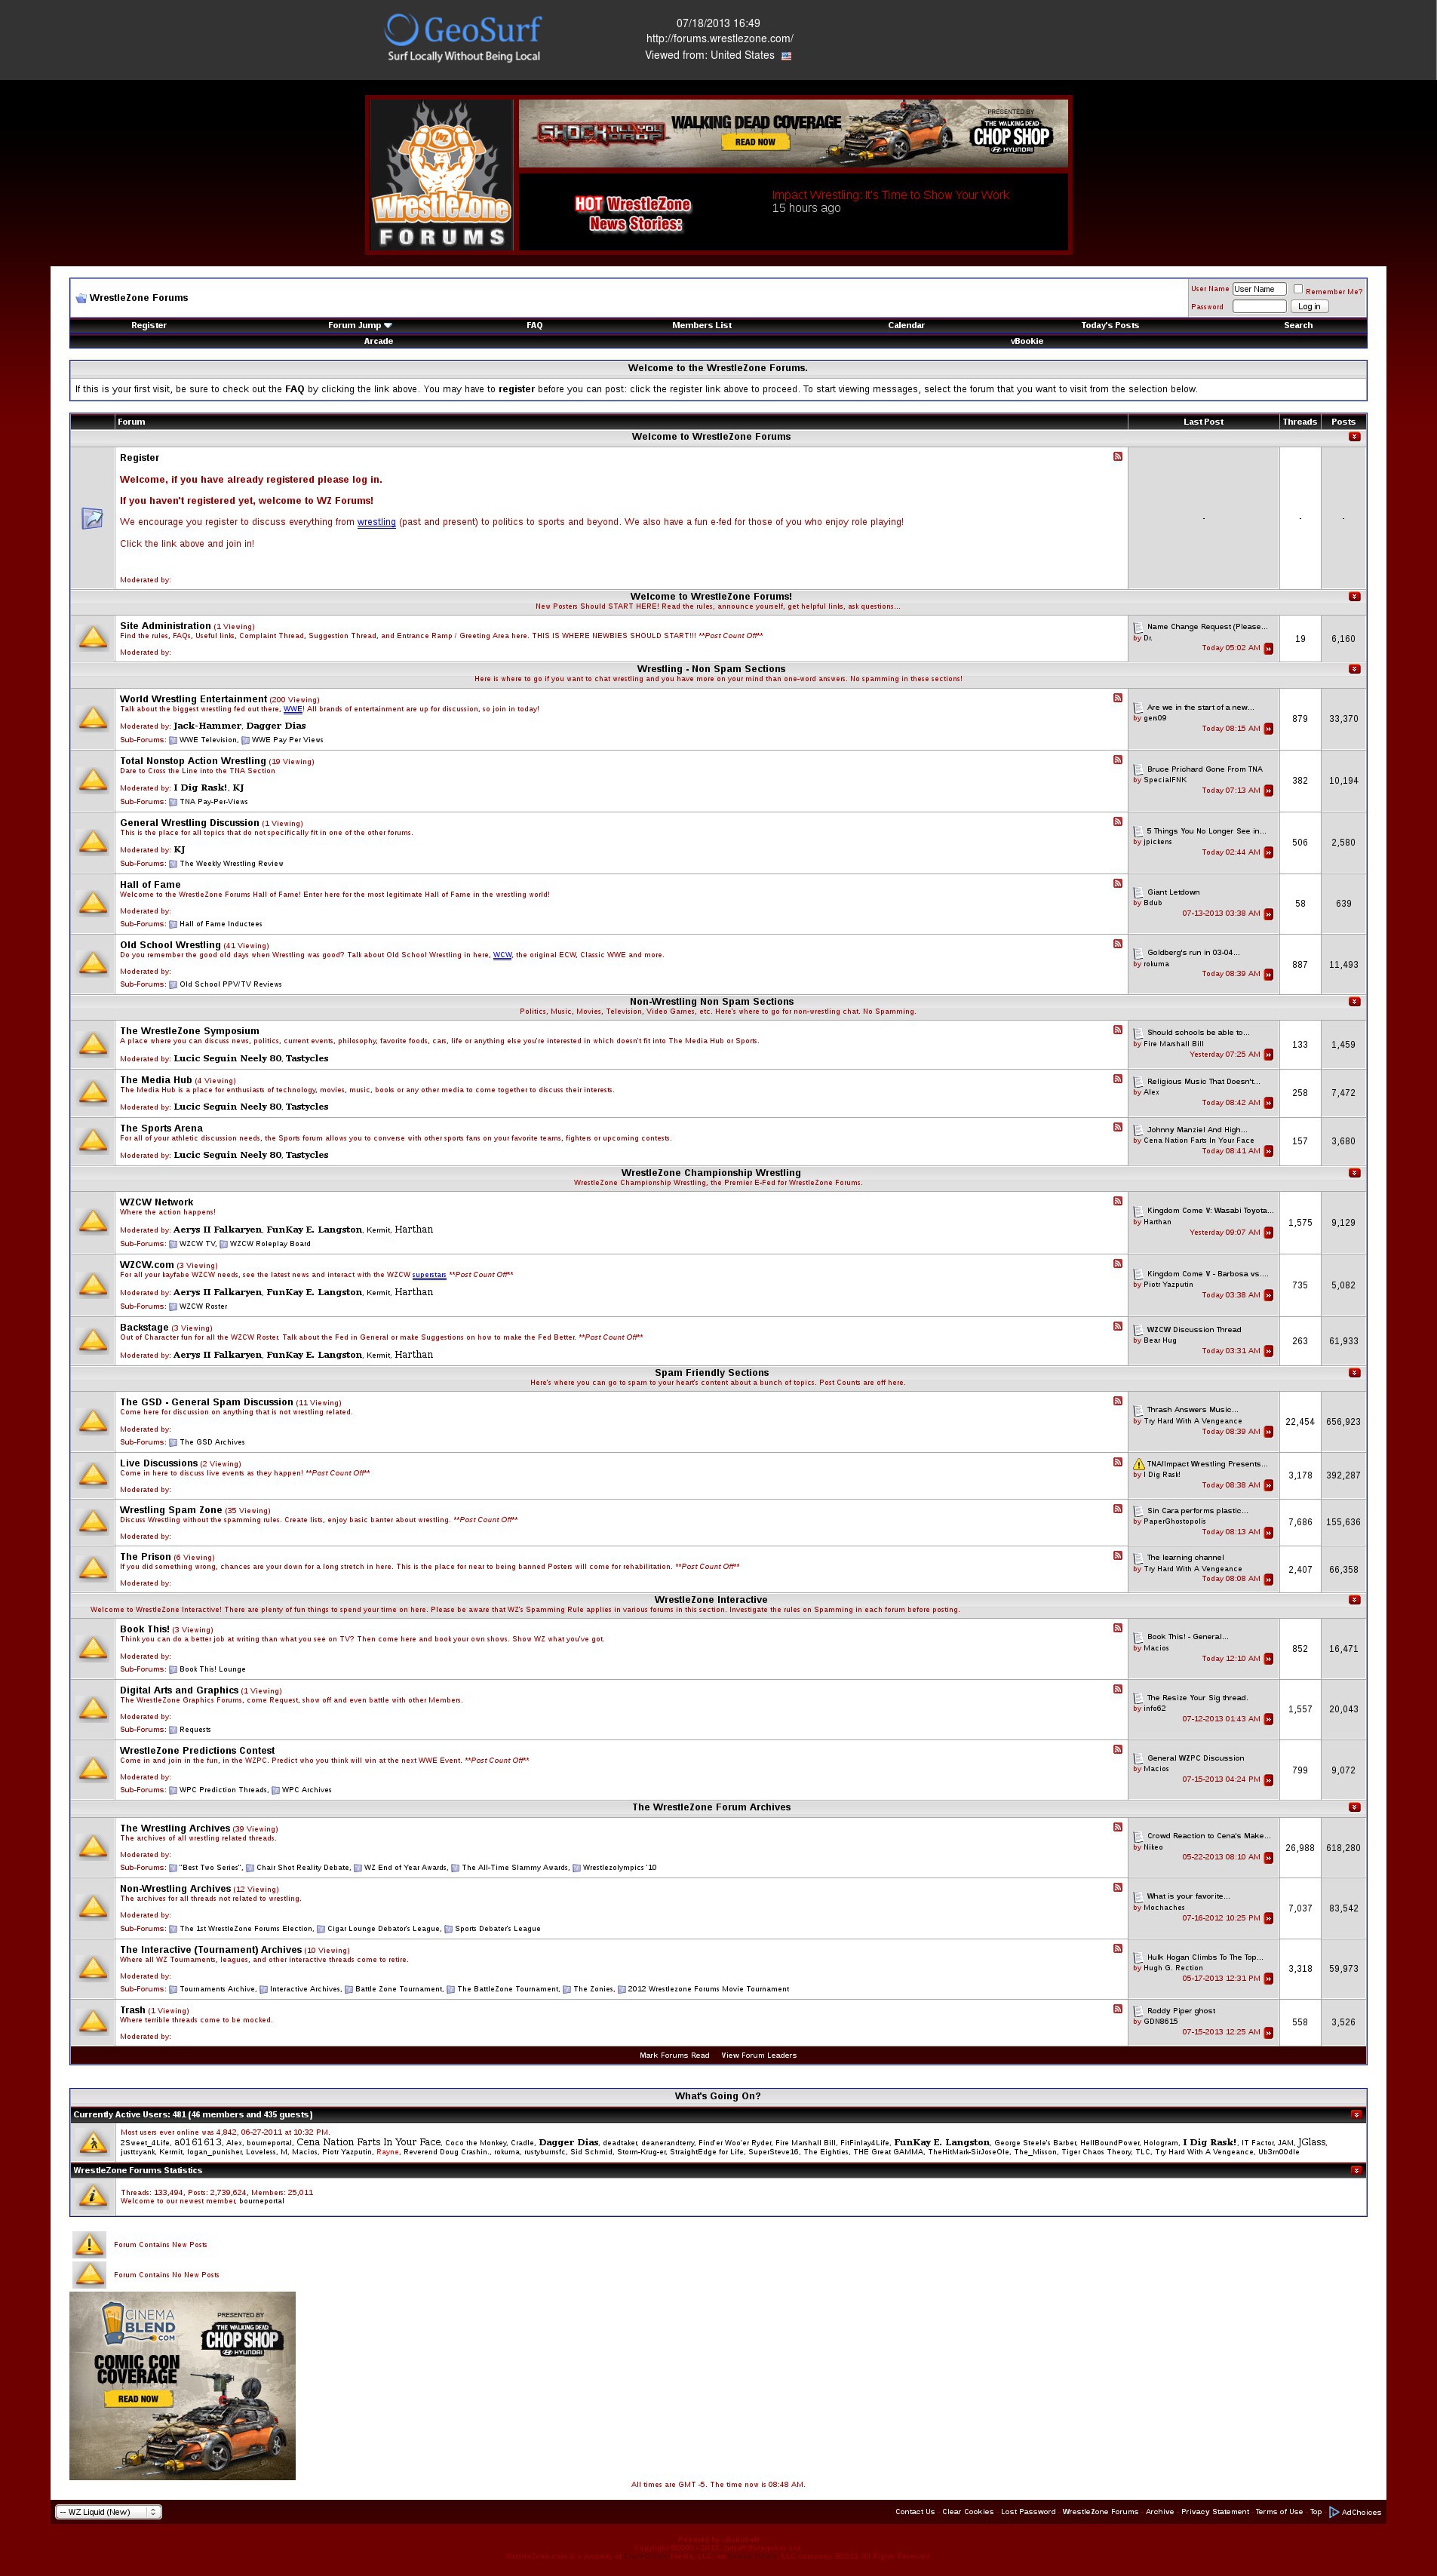 GeoSurf
Surf Locally Without Being Local
07/18/2013 16:49
http://forums.wrestlezone.com/
Viewed from: United States
WrestleZone
FORUMS
SHOCK TILL YOU DROP
WALKING DEAD COVERAGE
READ NOW
PRESENTED BY
THE WALKING DEAD
CHOP SHOP
HYUNDAI
HOT WrestleZone
News Stories:
Impact Wrestling: It's Time to Show Your Work
15 hours ago
WrestleZone Forums
User Name User Name Remember Me?
Password Log in
Register Forum Jump FAQ Members List Calendar Today's Posts Search
Arcade vBookie
Welcome to the WrestleZone Forums.
If this is your first visit, be sure to check out the FAQ by clicking the link above. You may have to register before you can post: click the register link above to proceed. To start viewing messages, select the forum that you want to visit from the selection below.
Forum Last Post Threads Posts
Welcome to WrestleZone Forums
Register
Welcome, if you have already registered please log in.
If you haven't registered yet, welcome to WZ Forums!
We encourage you register to discuss everything from wrestling (past and present) to politics to sports and beyond. We also have a fun e-fed for those of you who enjoy role playing!
- - -
Click the link above and join in!
Moderated by:
Welcome to WrestleZone Forums!
New Posters Should START HERE! Read the rules, announce yourself, get helpful links, ask questions...
Site Administration (1 Viewing)
Find the rules, FAQs, Useful links, Complaint Thread, Suggestion Thread, and Entrance Ramp / Greeting Area here. THIS IS WHERE NEWBIES SHOULD START!!! **Post Count Off**
Moderated by:
Name Change Request (Please...
by Dr.
Today 05:02 AM
19 6,160
Wrestling - Non Spam Sections
Here is where to go if you want to chat wrestling and you have more on your mind than one-word answers. No spamming in these sections!
World Wrestling Entertainment (200 Viewing)
Talk about the biggest wrestling fed out there, WWE! All brands of entertainment are up for discussion, so join in today!
Moderated by: Jack-Hammer, Dagger Dias
Sub-Forums: WWE Television, WWE Pay Per Views
Are we in the start of a new...
by gers09
Today 08:15 AM
879 33,370
Total Nonstop Action Wrestling (19 Viewing)
Dare to Cross the Line into the TNA Section
Moderated by: I Dig Rask!, KJ
Sub-Forums: TNA Pay-Per-Views
Bruce Prichard Gone From TNA
by SpecialFNK
Today 07:13 AM
382 10,194
General Wrestling Discussion (1 Viewing)
This is the place for all topics that do not specifically fit in one of the other forums.
Moderated by: KJ
Sub-Forums: The Weekly Wrestling Review
5 Things You No Longer See in...
by jpickens
Today 02:44 AM
506 2,580
Hall of Fame
Welcome to the WrestleZone Forums Hall of Fame! Enter here for the most legitimate Hall of Fame in the wrestling world!
Moderated by:
Sub-Forums: Hall of Fame Inductees
Giant Letdown
by Bdub
07-13-2013 03:38 AM
58 639
Old School Wrestling (41 Viewing)
Do you remember the good old days when Wrestling was good? Talk about Old School Wrestling in here, WCW, the original ECW, Classic WWE and more.
Moderated by:
Sub-Forums: Old School PPV/TV Reviews
Goldberg's run in 03-04...
by rokuma
Today 08:39 AM
887 11,493
Non-Wrestling Non Spam Sections
Politics, Music, Movies, Television, Video Games, etc. Here's where to go for non-wrestling chat. No Spamming.
The WrestleZone Symposium
A place where you can discuss news, politics, current events, philosophy, favorite foods, cars, life or anything else you're interested in which doesn't fit into The Media Hub or Sports.
Moderated by: Lucic Seguin Neely 80, Tastycles
Should schools be able to...
by Fire Marshall Bill
Yesterday 07:25 AM
133 1,459
The Media Hub (4 Viewing)
The Media Hub is a place for enthusiasts of technology, movies, music, books or any other media to come together to discuss their interests.
Moderated by: Lucic Seguin Neely 80, Tastycles
Religious Music That Doesn't...
by Alex
Today 08:42 AM
258 7,472
The Sports Arena
For all of your athletic discussion needs, the Sports forum allows you to converse with other sports fans on your favorite teams, fighters or upcoming contests.
Moderated by: Lucic Seguin Neely 80, Tastycles
Johnny Manziel And High...
by Cena Nation Farts In Your Face
Today 08:41 AM
157 3,680
WrestleZone Championship Wrestling
WrestleZone Championship Wrestling, the Premier E-Fed for WrestleZone Forums.
WZCW Network
Where the action happens!
Moderated by: Aerys II Falkaryen, FunKay E. Langston, Kermit, Harthan
Sub-Forums: WZCW TV, WZCW Roleplay Board
Kingdom Come V: Wasabi Toyota...
by Harthan
Yesterday 09:07 AM
1,575 9,129
WZCW.com (3 Viewing)
For all your kayfabe WZCW needs, see the latest news and interact with the WZCW superstars **Post Count Off**
Moderated by: Aerys II Falkaryen, FunKay E. Langston, Kermit, Harthan
Sub-Forums: WZCW Roster
Kingdom Come V - Barbosa vs....
by Piotr Yazputin
Today 03:38 AM
735 5,082
Backstage (3 Viewing)
Out of Character fun for all the WZCW Roster. Talk about the Fed in General or make Suggestions on how to make the Fed Better. **Post Count Off**
Moderated by: Aerys II Falkaryen, FunKay E. Langston, Kermit, Harthan
WZCW Discussion Thread
by Bear Hug
Today 03:31 AM
263 61,933
Spam Friendly Sections
Here's where you can go to spam to your heart's content about a bunch of topics. Post Counts are off here.
The GSD - General Spam Discussion (11 Viewing)
Come here for discussion on anything that is not wrestling related.
Moderated by:
Sub-Forums: The GSD Archives
Thrash Answers Music...
by Try Hard With A Vengeance
Today 08:39 AM
22,454 656,923
Live Discussions (2 Viewing)
Come in here to discuss live events as they happen! **Post Count Off**
Moderated by:
TNA/Impact Wrestling Presents...
by I Dig Rask!
Today 08:38 AM
3,178 392,287
Wrestling Spam Zone (35 Viewing)
Discuss Wrestling without the spamming rules. Create lists, enjoy basic banter about wrestling. **Post Count Off**
Moderated by:
Sin Cara performs plastic...
by PaperGhostopolis
Today 08:13 AM
7,686 155,636
The Prison (6 Viewing)
If you did something wrong, chances are your down for a long stretch in here. This is the place for near to being banned Posters will come for rehabilitation. **Post Count Off**
Moderated by:
The learning channel
by Try Hard With A Vengeance
Today 08:08 AM
2,407 66,358
WrestleZone Interactive
Welcome to WrestleZone Interactive! There are plenty of fun things to spend your time on here. Please be aware that WZ's Spamming Rule applies in various forums in this section. Investigate the rules on Spamming in each forum before posting.
Book This! (3 Viewing)
Think you can do a better job at writing than what you see on TV? Then come here and book your own shows. Show WZ what you've got.
Moderated by:
Sub-Forums: Book This! Lounge
Book This! - General...
by Macios
Today 12:10 AM
852 16,471
Digital Arts and Graphics (1 Viewing)
The WrestleZone Graphics Forums, come Request, show off and even battle with other Members.
Moderated by:
Sub-Forums: Requests
The Resize Your Sig thread.
by info62
07-12-2013 01:43 AM
1,557 20,043
WrestleZone Predictions Contest
Come in and join in the fun, in the WZPC. Predict who you think will win at the next WWE Event. **Post Count Off**
Moderated by:
Sub-Forums: WPC Prediction Threads, WPC Archives
General WZPC Discussion
by Macios
07-15-2013 04:24 PM
799 9,072
The WrestleZone Forum Archives
The Wrestling Archives (39 Viewing)
The archives of all wrestling related threads.
Moderated by:
Sub-Forums: "Best Two Series", Chair Shot Reality Debate, WZ End of Year Awards, The All-Time Slammy Awards, Wrestlezolympics '10
Crowd Reaction to Cena's Make...
by Nikeo
05-22-2013 08:10 AM
26,988 618,280
Non-Wrestling Archives (12 Viewing)
The archives for all threads not related to wrestling.
Moderated by:
Sub-Forums: The 1st WrestleZone Forums Election, Cigar Lounge Debator's League, Sports Debater's League
What is your favorite...
by Mochaches
07-16-2012 10:25 PM
7,037 83,542
The Interactive (Tournament) Archives (10 Viewing)
Where all WZ Tournaments, leagues, and other interactive threads come to retire.
Moderated by:
Sub-Forums: Tournaments Archive, Interactive Archives, Battle Zone Tournament, The BattleZone Tournament, The Zonies, 2012 Wrestlezone Forums Movie Tournament
Hulk Hogan Climbs To The Top...
by Hugh G. Rection
05-17-2013 12:31 PM
3,318 59,973
Trash (1 Viewing)
Where terrible threads come to be mocked.
Moderated by:
Roddy Piper ghost
by GDN8615
07-15-2013 12:25 AM
558 3,526
Mark Forums Read View Forum Leaders
What's Going On?
Currently Active Users: 481 (46 members and 435 guests)
Most users ever online was 4,842, 06-27-2011 at 10:32 PM.
2Sweet_4Life, a0161613, Alex, bourneportal, Cena Nation Farts In Your Face, Coco the Monkey, Cradle, Dagger Dias, deadtaker, deanerandterry, Find'er Woo'er Ryder, Fire Marshall Bill, FitFinlay4Life, FunKay E. Langston, George Steele's Barber, HellBoundPower, Hologram, I Dig Rask!, IT Factor, JAM, JGlass,
justtryank, Kermit, logan_punisher, Loveless, M, Macios, Piotr Yazputin, Rayne, Reverend Doug Crashin., rokuma, rustyburnsfc, Sid Schmid, Storm-Krug-er, StraightEdge for Life, SuperSteve16, The Eighties, THE Great GAMMA, TheHitMark-SirJoseOle, The_Misson, Tiger Chaos Theory, TLC, Try Hard With A Vengeance, Ub3rn00dle
WrestleZone Forums Statistics
Threads: 133,494, Posts: 2,739,624, Members: 25,011
Welcome to our newest member, bourneportal
Forum Contains New Posts
Forum Contains No New Posts
CINEMA
BLEND
.COM
PRESENTED BY
THE WALKING DEAD
CHOP SHOP
HYUNDAI
COMIC CON
COVERAGE
READ NOW
All times are GMT -5. The time now is 08:48 AM.
-- WZ Liquid (New)
Contact Us - Clear Cookies - Lost Password - WrestleZone Forums - Archive - Privacy Statement - Terms of Use - Top - AdChoices